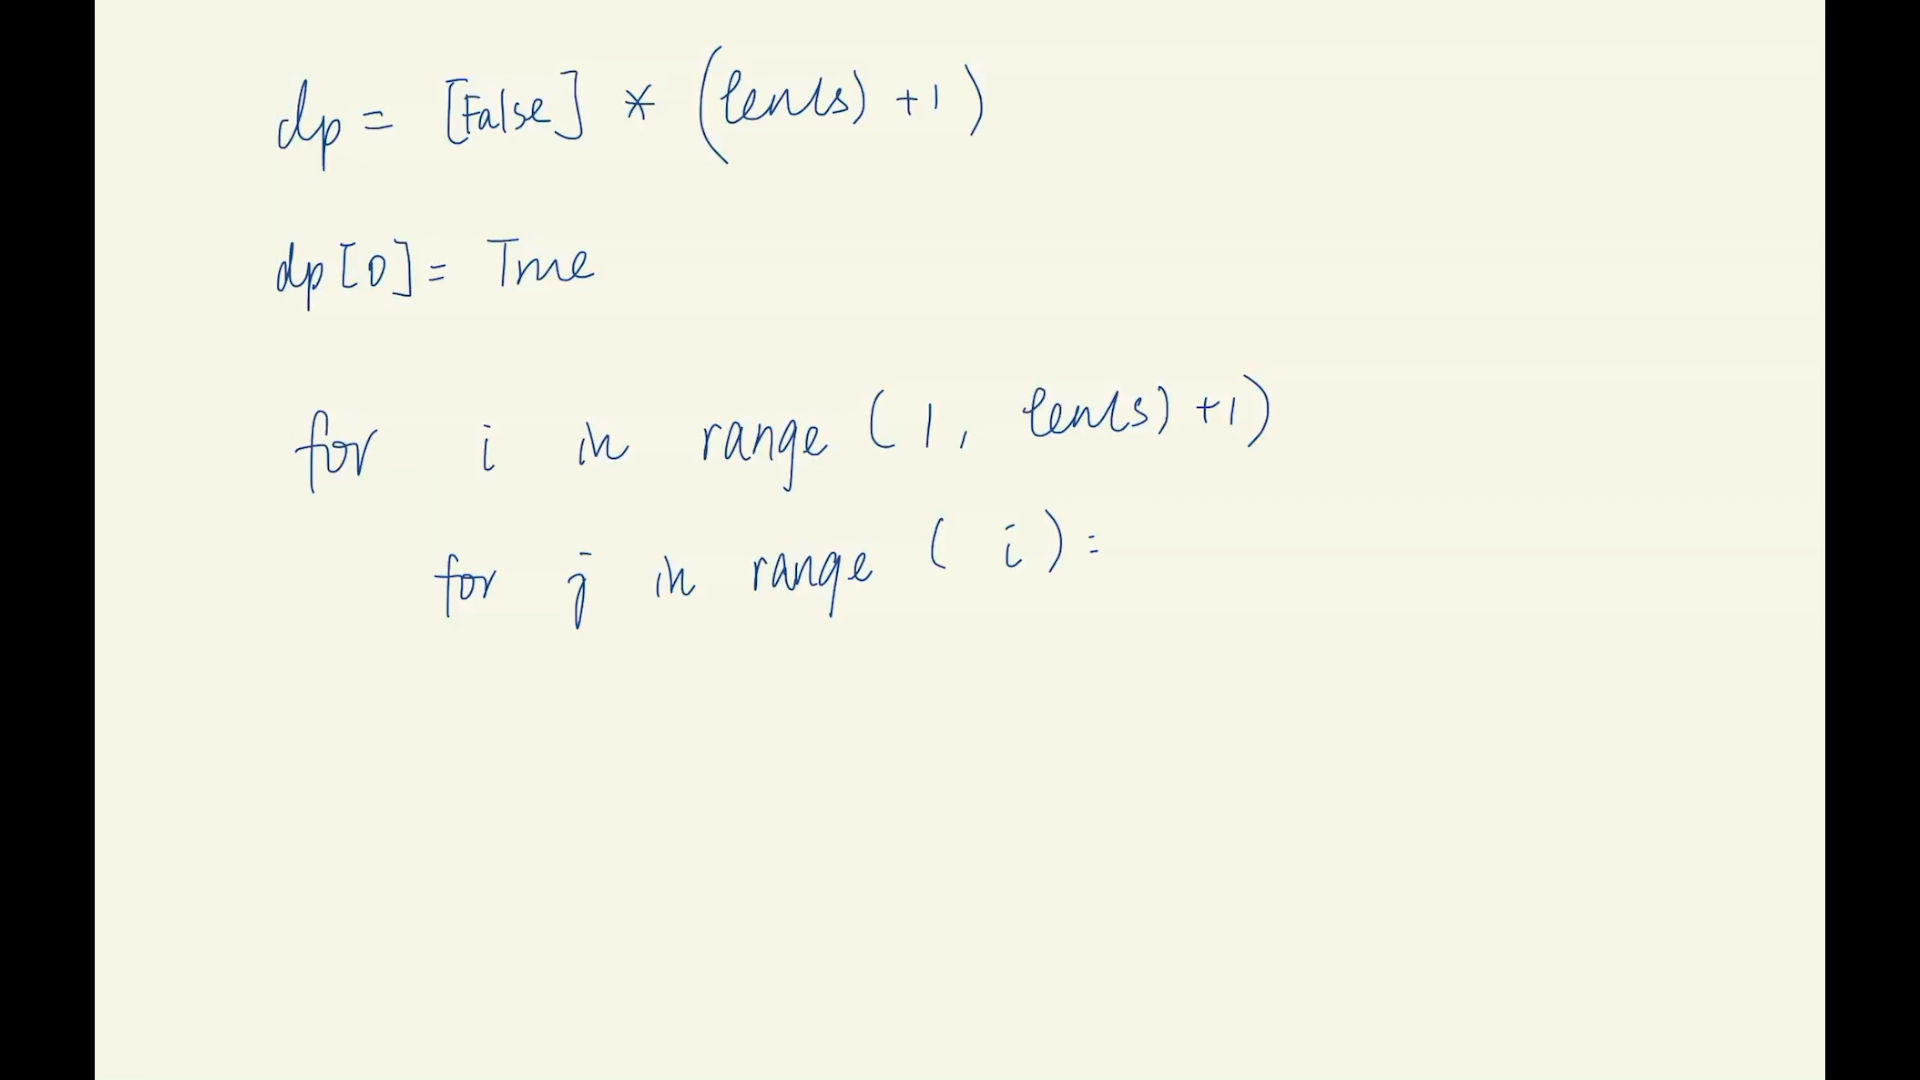 dp = [False] * (len(s) + 1)
dp[0] = True
for i in range (1, len(s) + 1)
for j in range (i):